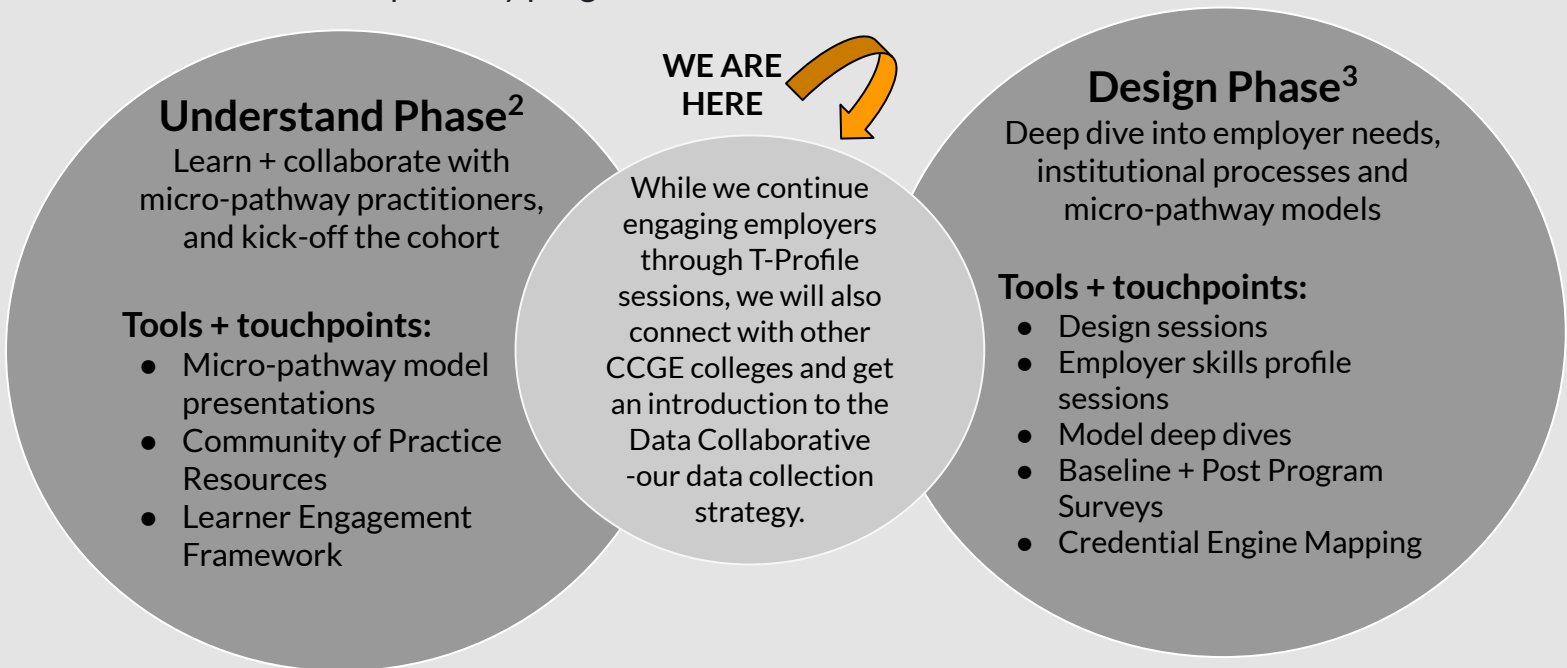 WE ARE
HERE
Understand Phase2
Learn + collaborate with
micro-pathway practitioners,
and kick-off the cohort
Tools + touchpoints:
● Micro-pathway model
presentations
● Community of Practice
Resources
● Learner Engagement
Framework
While we continue
engaging employers
through T-Profile
sessions, we will also
connect with other
CCGE colleges and get
an introduction to the
Data Collaborative
-our data collection
strategy.
Design Phase3
Deep dive into employer needs,
institutional processes and
micro-pathway models
Tools + touchpoints:
● Design sessions
● Employer skills profile
sessions
● Model deep dives
● Baseline + Post Program
Surveys
● Credential Engine Mapping